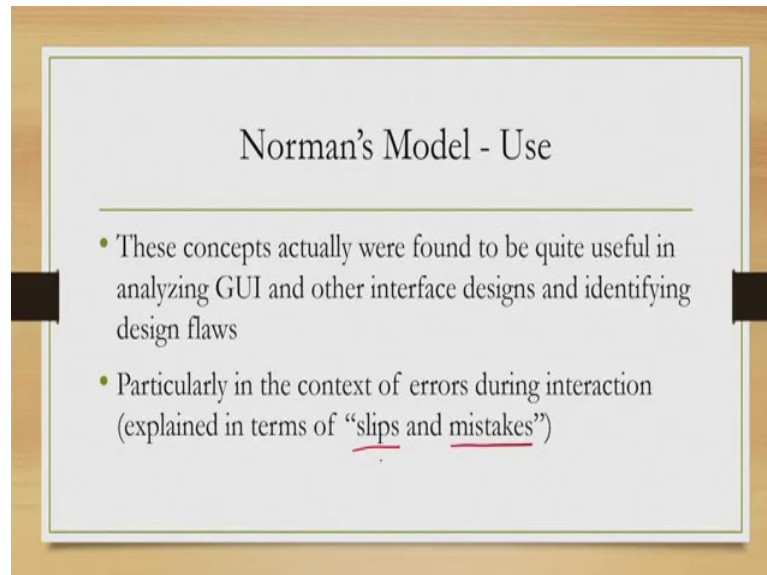 Norman's Model - Use
• These concepts actually were found to be quite useful in
analyzing GUI and other interface designs and identifying
design flaws
• Particularly in the context of errors during interaction
(explained in terms of “slips and mistakes”)